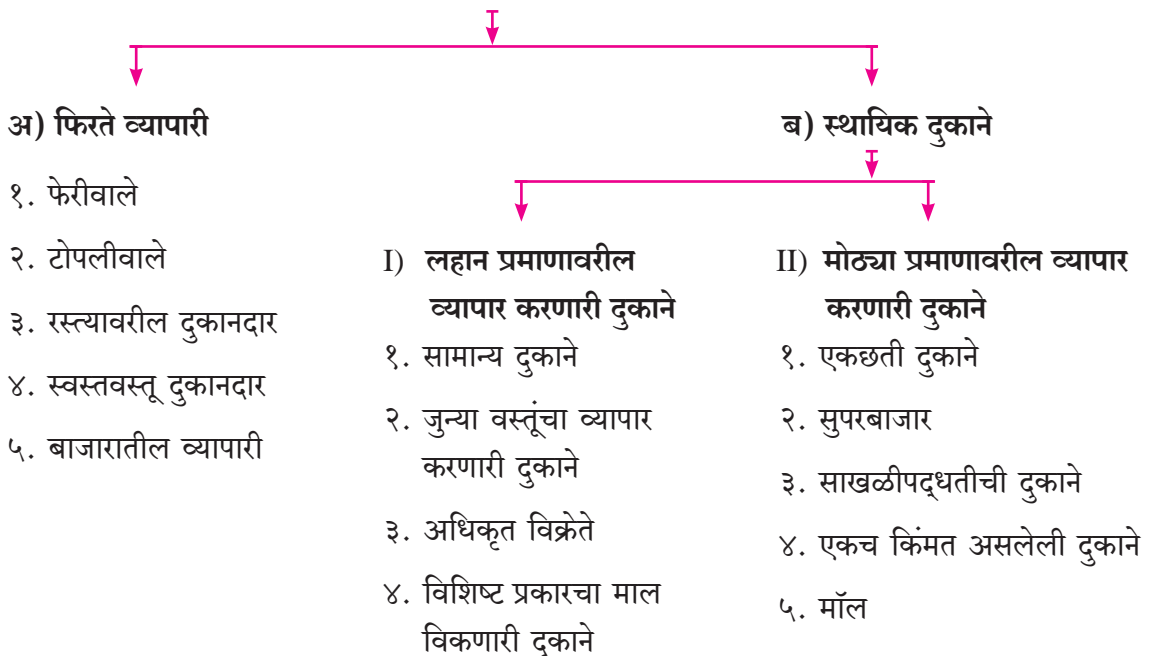 अ) फिरते व्यापारी
१. फेरीवाले
२. टोपलीवाले
३. रस्त्यावरील दुकानदार
४. स्वस्तवस्तू दुकानदार
५. बाजारातील व्यापारी
ब) स्थायिक दुकाने
I) लहान प्रमाणावरील
व्यापार करणारी दुकाने
१. सामान्य दुकाने
२. जुन्या वस्तूंचा व्यापार
करणारी दुकाने
३. अधिकृत विक्रेते
४. विशिष्ट प्रकारचा माल
विकणारी दुकाने
II) मोठ्या प्रमाणावरील व्यापार
करणारी दुकाने
१. एकछती दुकाने
२. सुपरबाजार
३. साखळीपद्धतीची दुकाने
४. एकच किंमत असलेली दुकाने
५. मॉल